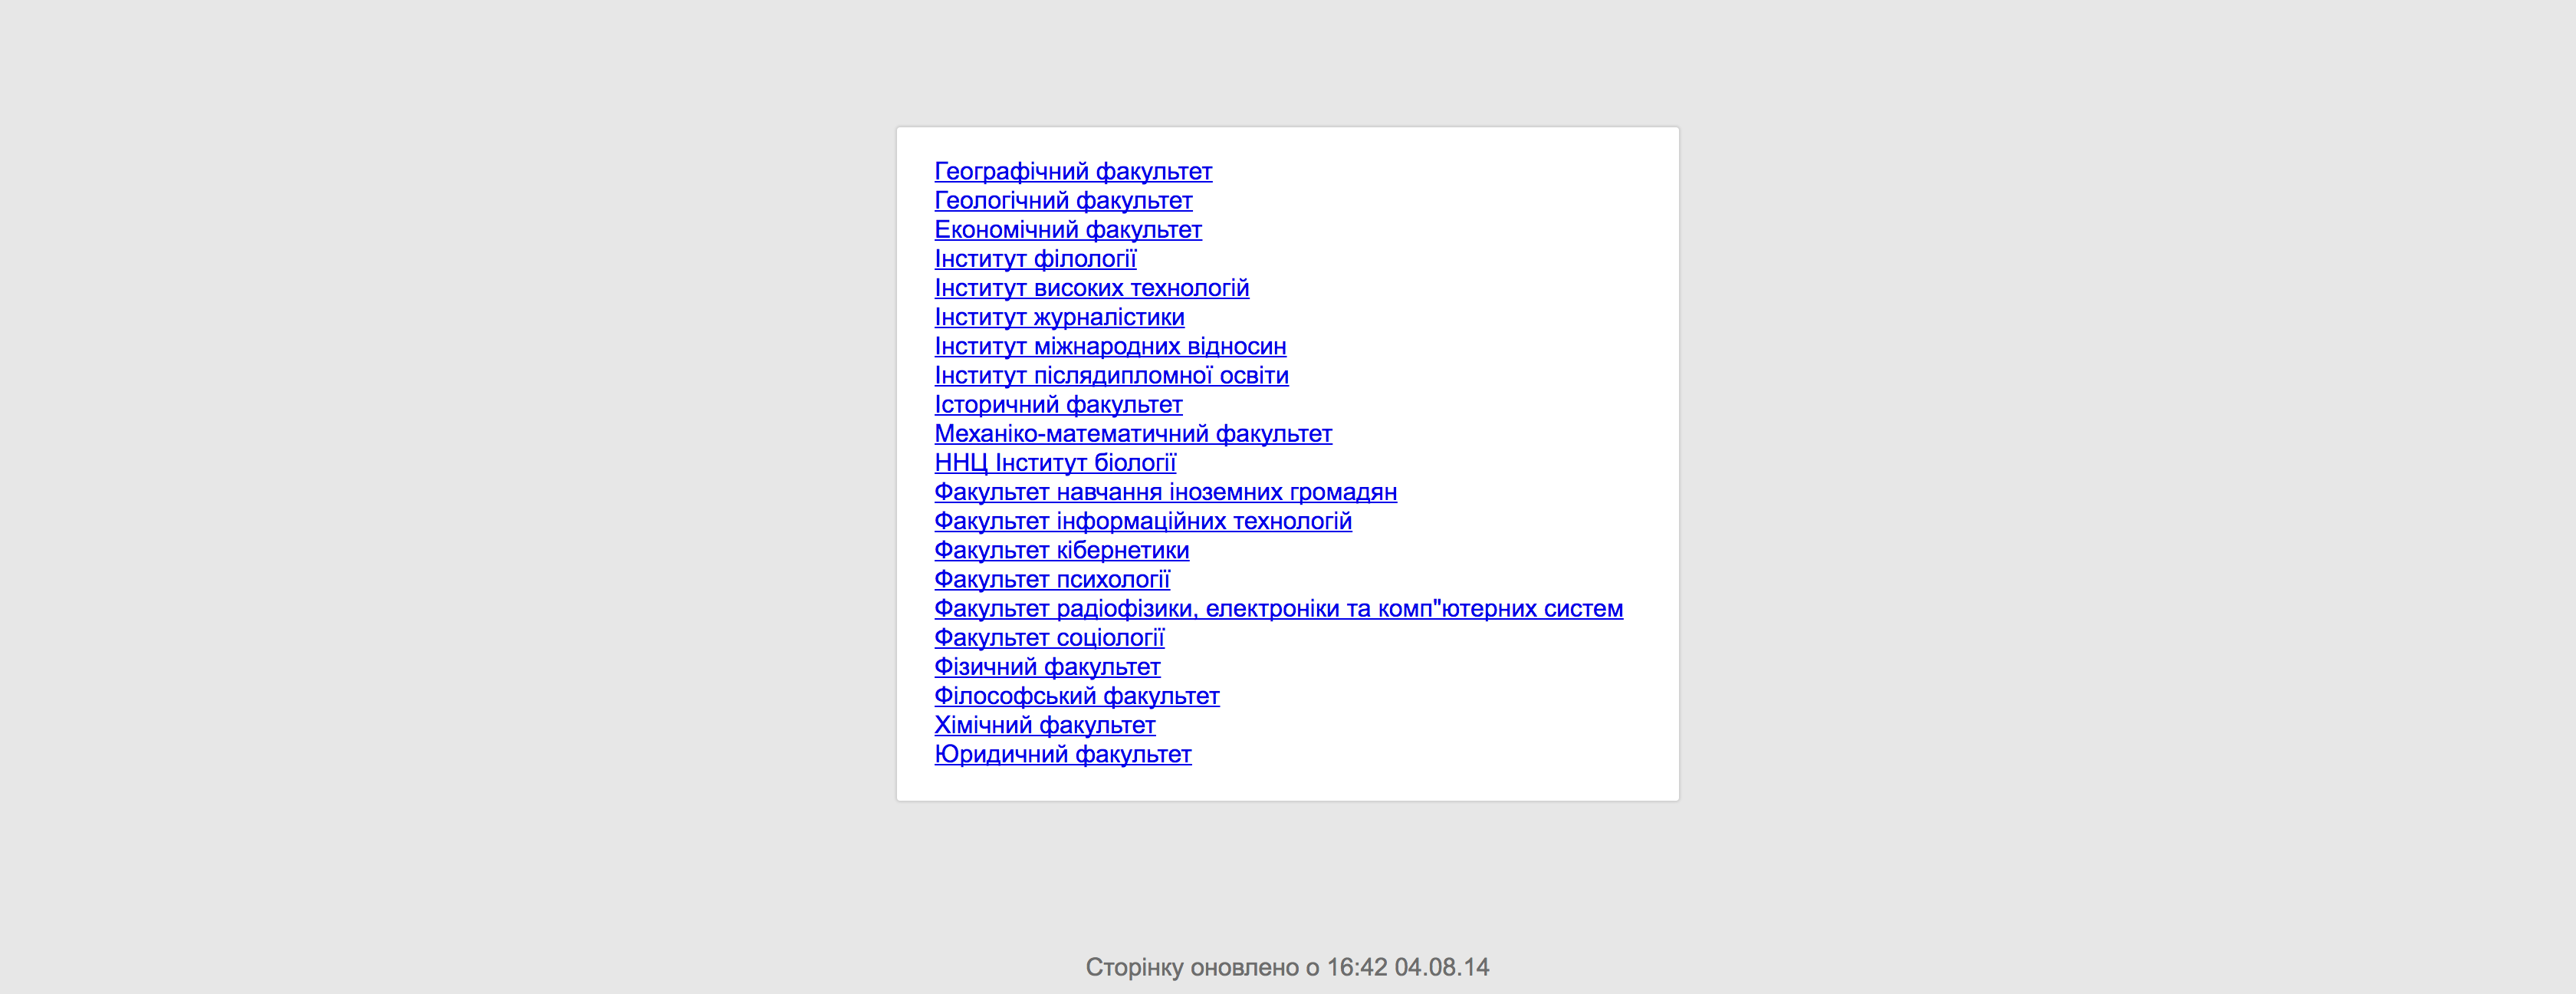 Географічний факультет
Геологічний факультет
Економічний факультет
Інститут філології
Інститут високих технологій
Інститут журналістики
Інститут міжнародних відносин
Інститут післядипломної освіти
Історичний факультет
Механіко-математичний факультет
ННЦ Інститут біології
Факультет навчання іноземних громадян
Факультет інформаційних технологій
Факультет кібернетики
Факультет психології
Факультет радіофізики, електроніки та комп"ютерних систем
Факультет соціології
Фізичний факультет
Філософський факультет
Хімічний факультет
Юридичний факультет
Сторінку оновлено о 16:42 04.08.14